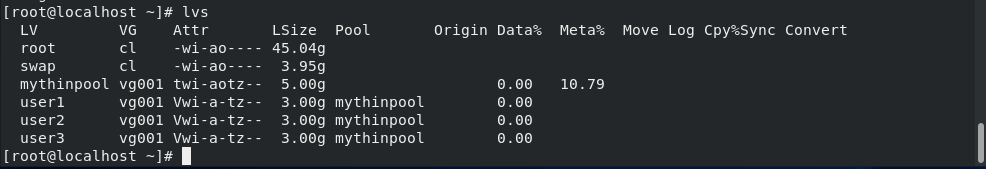 [root@localhost ~]# lvs
  LV         VG    Attr       LSize  Pool       Origin Data%  Meta%  Move Log Cpy%Sync Convert
  root       cl    -wi-ao---- 45.04g
  swap       cl    -wi-ao----  3.95g
  mythinpool vg001 twi-aotz--  5.00g                   0.00   10.79
  user1      vg001 Vwi-a-tz--  3.00g mythinpool        0.00
  user2      vg001 Vwi-a-tz--  3.00g mythinpool        0.00
  user3      vg001 Vwi-a-tz--  3.00g mythinpool        0.00
[root@localhost ~]#